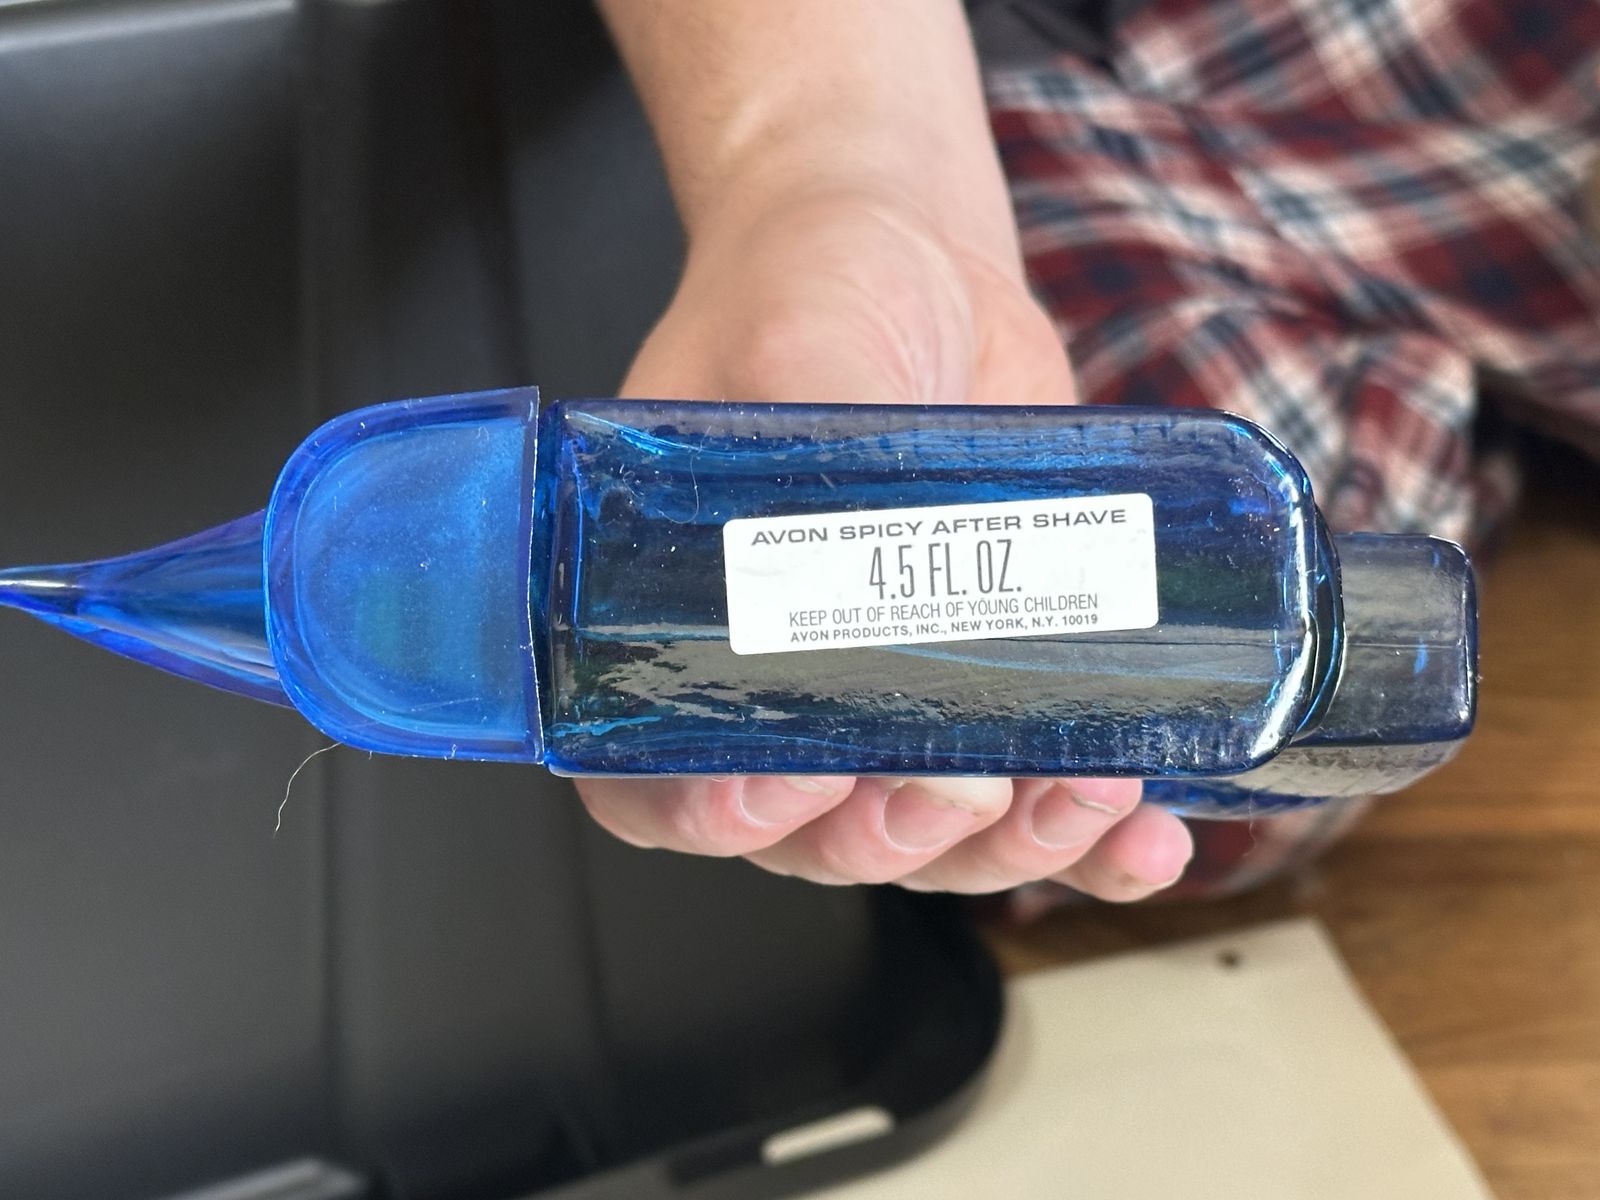 AVON SPICY AFTER SHAVE
4.5 FL. OZ.
KEEP OUT OF REACH OF YOUNG CHILDREN
AVON PRODUCTS, INC., NEW YORK, N.Y. 10019